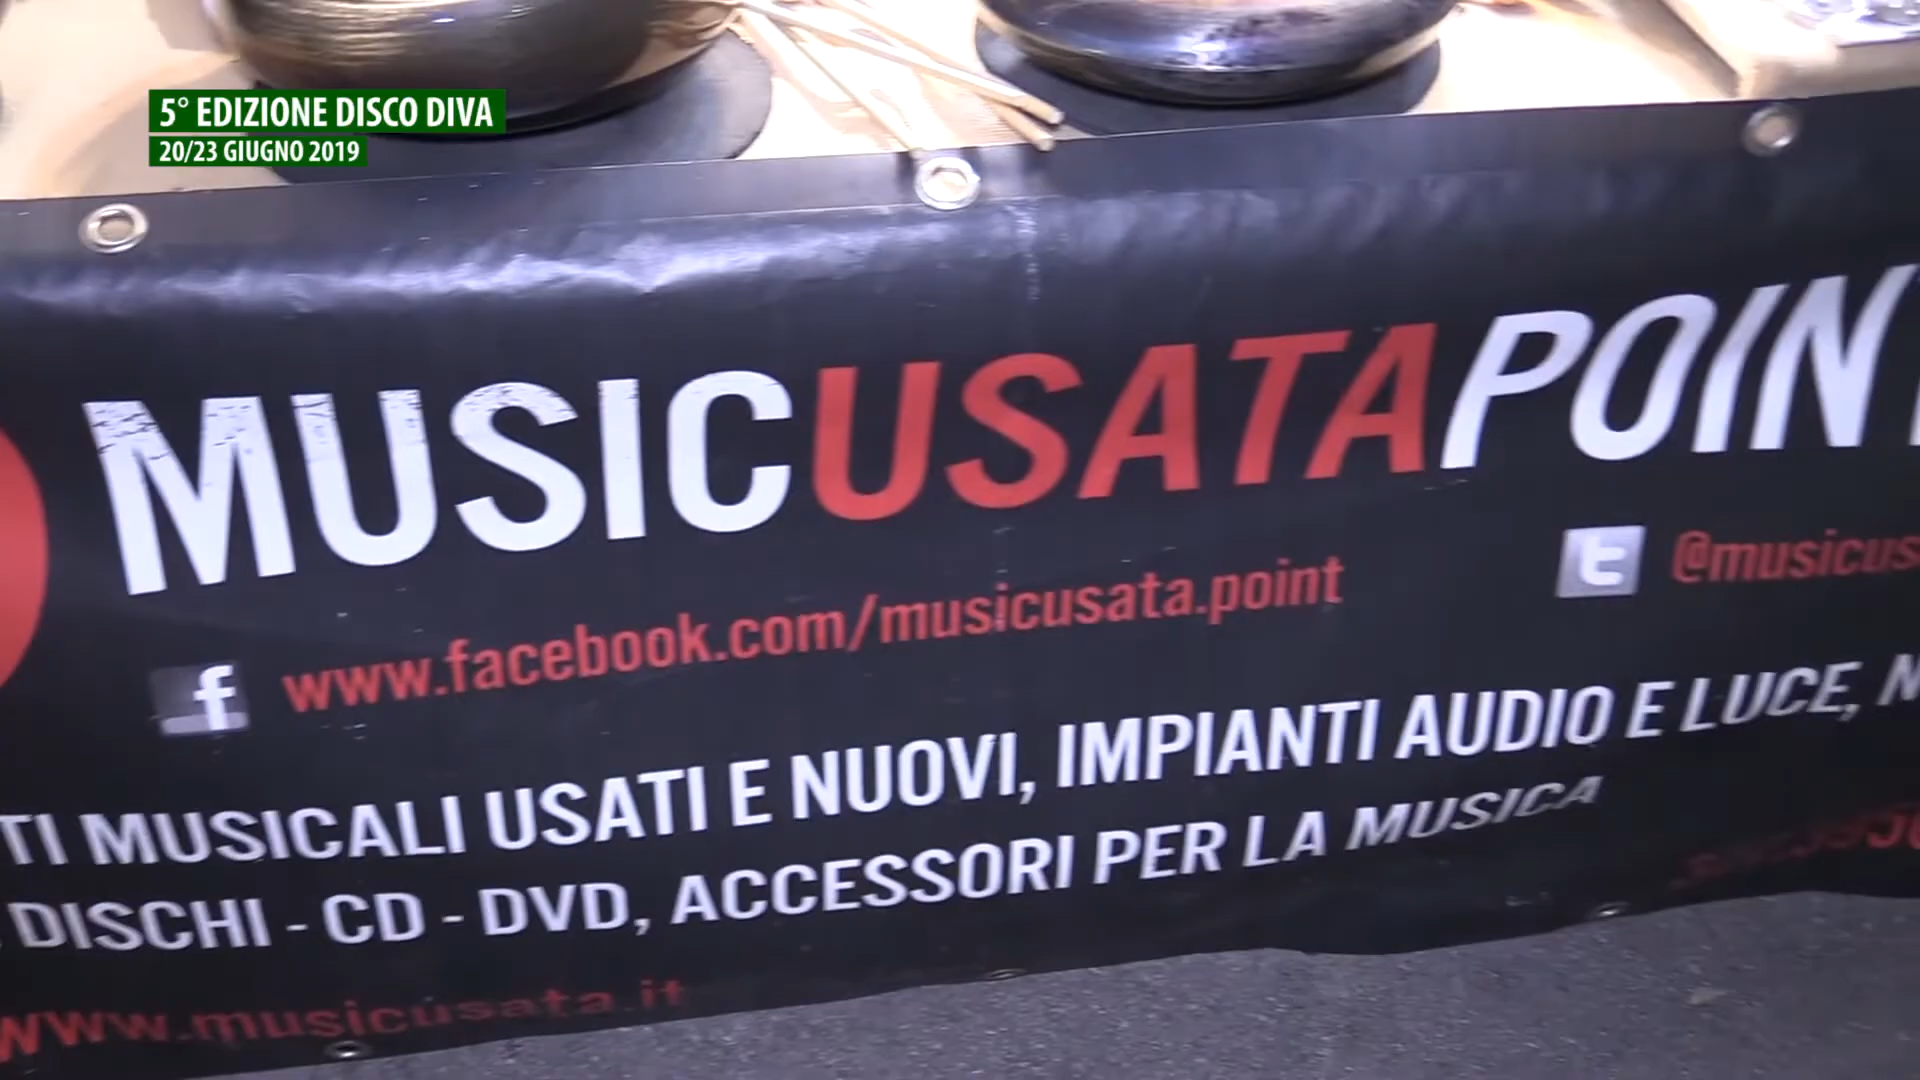 5° EDIZIONE DISCO DIVA
20/23 GIUGNO 2019
MUSICUSATAPOINT
www.facebook.com/musicusata.point
@musicus
TI MUSICALI USATI E NUOVI, IMPIANTI AUDIO E LUCE, N
DISCHI - CD - DVD, ACCESSORI PER LA MUSICA
www.musicusata.it